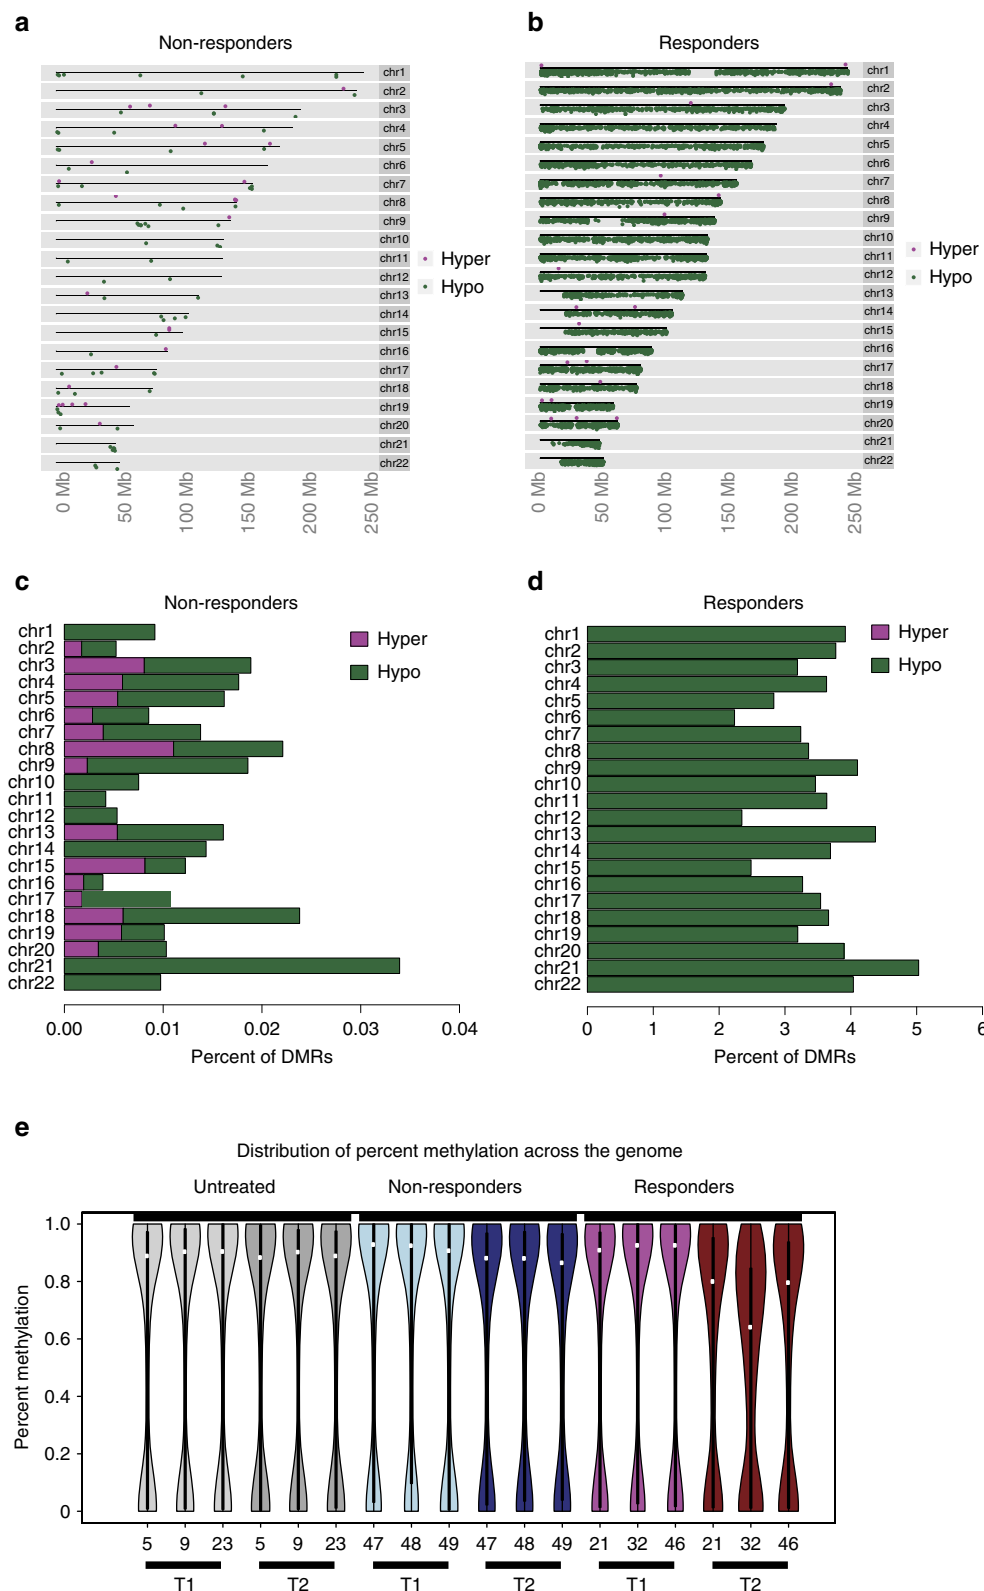 a
Non-responders
chr1
chr2
chr3
chr4
chr5
chr6
chr7
chr8
chr9
chr10
chr11
chr12
chr13
chr14
chr15
chr16
chr17
chr18
chr19
chr20
chr21
chr22
0 Mb
50 Mb
100 Mb
150 Mb
200 Mb
250 Mb
Hyper
Hypo
b
Responders
chr1
chr2
chr3
chr4
chr5
chr6
chr7
chr8
chr9
chr10
chr11
chr12
chr13
chr14
chr15
chr16
chr17
chr18
chr19
chr20
chr21
chr22
0 Mb
50 Mb
100 Mb
150 Mb
200 Mb
250 Mb
Hyper
Hypo
c
Non-responders
chr1
chr2
chr3
chr4
chr5
chr6
chr7
chr8
chr9
chr10
chr11
chr12
chr13
chr14
chr15
chr16
chr17
chr18
chr19
chr20
chr21
chr22
Hyper
Hypo
0.00 0.01 0.02 0.03 0.04
Percent of DMRs
d
Responders
chr1
chr2
chr3
chr4
chr5
chr6
chr7
chr8
chr9
chr10
chr11
chr12
chr13
chr14
chr15
chr16
chr17
chr18
chr19
chr20
chr21
chr22
Hyper
Hypo
0 1 2 3 4 5 6
Percent of DMRs
e
Distribution of percent methylation across the genome
Untreated Non-responders Responders
Percent methylation
1.0
0.8
0.6
0.4
0.2
0
5 9 23 5 9 23 47 48 49 47 48 49 21 32 46 21 32 46
T1 T2 T1 T2 T1 T2